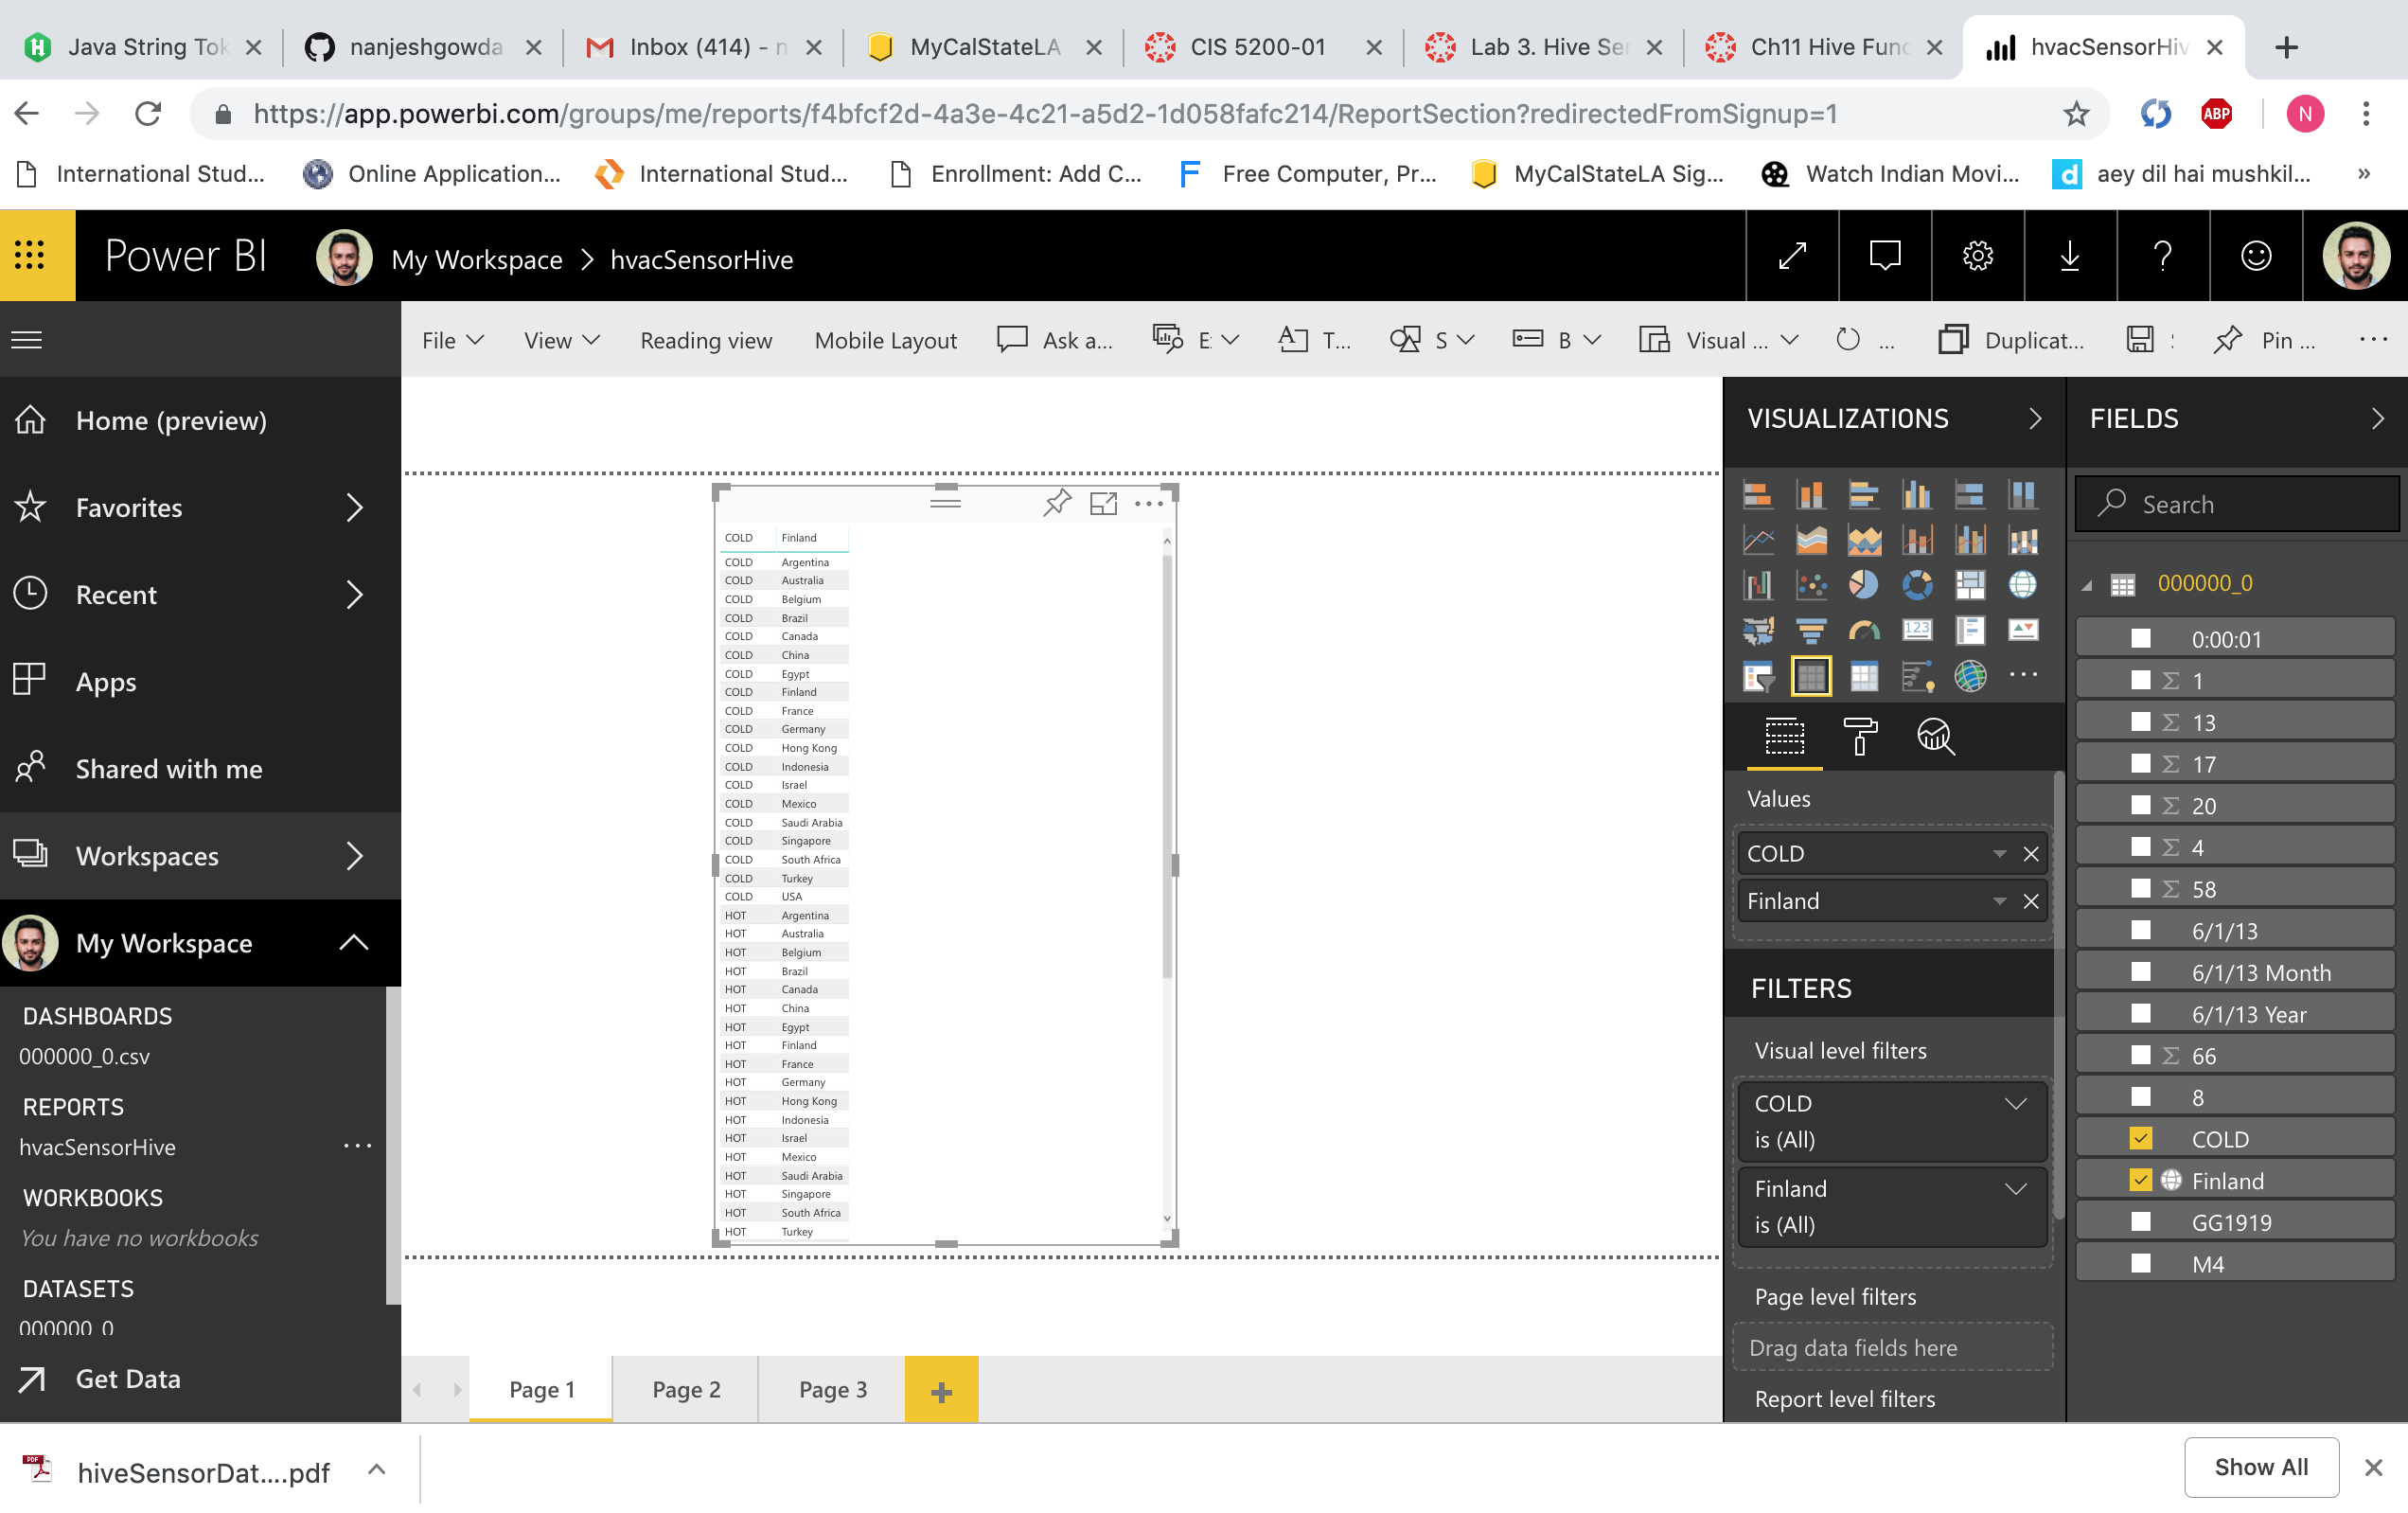 Java String Tok
nanjeshgowda
Inbox (414) - n
MyCalStateLA
CIS 5200-01
Lab 3. Hive Ser
Ch11 Hive Func
hvacSensorHiv
https://app.powerbi.com/groups/me/reports/f4bfcf2d-4a3e-4c21-a5d2-1d058fafc214/ReportSection?redirectedFromSignup=1
ABP
N
International Stud...
Online Application...
International Stud...
Enrollment: Add C...
Free Computer, Pr...
MyCalStateLA Sig...
Watch Indian Movi...
aey dil hai mushkil...
»
Power BI
My Workspace > hvacSensorHive
File
View
Reading view
Mobile Layout
Ask a...
T...
S
B
Visual ...
...
Duplicat...
Pin ...
Home (preview)
Favorites
Recent
Apps
Shared with me
Workspaces
My Workspace
DASHBOARDS
000000_0.csv
REPORTS
hvacSensorHive
WORKBOOKS
You have no workbooks
DATASETS
000000_0
Get Data
COLD Finland
COLD Argentina
COLD Australia
COLD Belgium
COLD Brazil
COLD Canada
COLD China
COLD Egypt
COLD Finland
COLD France
COLD Germany
COLD Hong Kong
COLD Indonesia
COLD Israel
COLD Mexico
COLD Saudi Arabia
COLD Singapore
COLD South Africa
COLD Turkey
COLD USA
HOT Argentina
HOT Australia
HOT Belgium
HOT Brazil
HOT Canada
HOT China
HOT Egypt
HOT Finland
HOT France
HOT Germany
HOT Hong Kong
HOT Indonesia
HOT Israel
HOT Mexico
HOT Saudi Arabia
HOT Singapore
HOT South Africa
HOT Turkey
Page 1
Page 2
Page 3
VISUALIZATIONS
123
Values
COLD
Finland
FILTERS
Visual level filters
COLD
is (All)
Finland
is (All)
Page level filters
Drag data fields here
Report level filters
FIELDS
Search
000000_0
0:00:01
Σ 1
Σ 13
Σ 17
Σ 20
Σ 4
Σ 58
6/1/13
6/1/13 Month
6/1/13 Year
Σ 66
8
COLD
Finland
GG1919
M4
PDF
hiveSensorDat....pdf
Show All